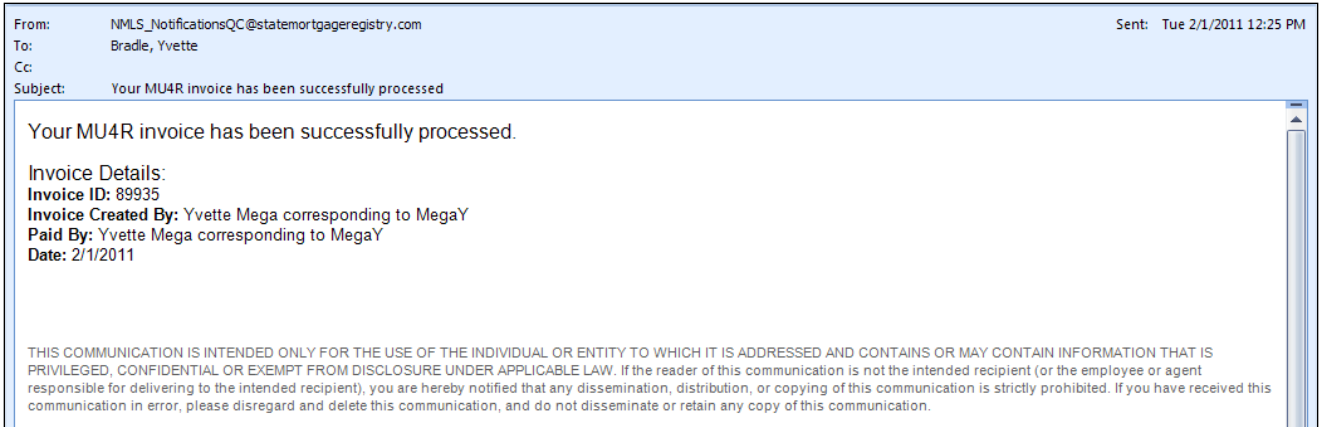 From: NMLS_NotificationsQC@statemortgageregistry.com Sent: Tue 2/1/2011 12:25 PM
To: Bradle, Yvette
Cc:
Subject: Your MU4R invoice has been successfully processed
Your MU4R invoice has been successfully processed.
Invoice Details:
Invoice ID: 89935
Invoice Created By: Yvette Mega corresponding to MegaY
Paid By: Yvette Mega corresponding to MegaY
Date: 2/1/2011
THIS COMMUNICATION IS INTENDED ONLY FOR THE USE OF THE INDIVIDUAL OR ENTITY TO WHICH IT IS ADDRESSED AND CONTAINS OR MAY CONTAIN INFORMATION THAT IS
PRIVILEGED, CONFIDENTIAL OR EXEMPT FROM DISCLOSURE UNDER APPLICABLE LAW. If the reader of this communication is not the intended recipient (or the employee or agent
responsible for delivering to the intended recipient), you are hereby notified that any dissemination, distribution, or copying of this communication is strictly prohibited. If you have received this
communication in error, please disregard and delete this communication, and do not disseminate or retain any copy of this communication.